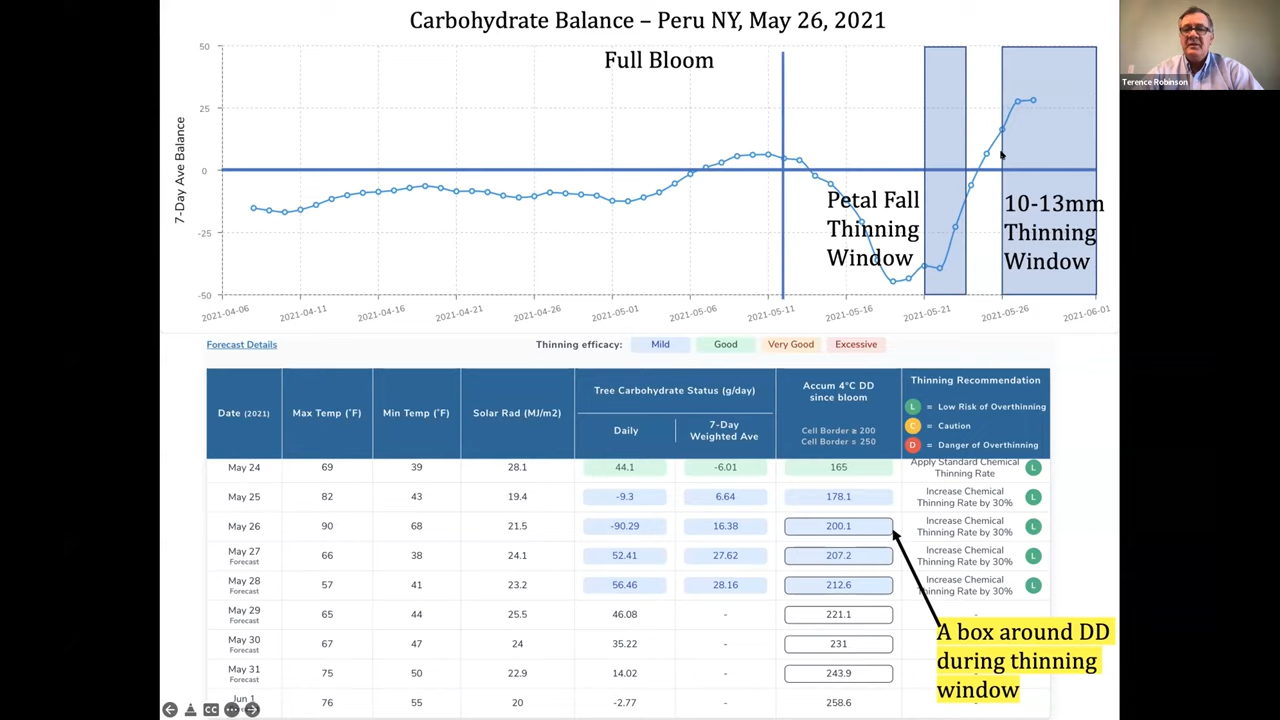 Carbohydrate Balance – Peru NY, May 26, 2021
Terence Robinson
Full Bloom
50
25
0
-25
-50
7-Day Ave Balance
Petal Fall
Thinning
Window
10-13mm
Thinning
Window
2021-04-06
2021-04-11
2021-04-16
2021-04-21
2021-04-26
2021-05-01
2021-05-06
2021-05-11
2021-05-16
2021-05-21
2021-05-26
2021-06-01
Forecast Details
Thinning efficacy: Mild Good Very Good Excessive
Date (2021)
Max Temp (˚F)
Min Temp (˚F)
Solar Rad (MJ/m2)
Tree Carbohydrate Status (g/day)
Daily
7-Day
Weighted Ave
Accum 4°C DD
since bloom
Cell Border ≥ 200
Cell Border ≤ 250
Thinning Recommendation
L = Low Risk of Overthinning
C = Caution
D = Danger of Overthinning
May 24 69 39 28.1 44.1 -6.01 165 Apply Standard Chemical
Thinning Rate L
May 25 82 43 19.4 -9.3 6.64 178.1 Increase Chemical
Thinning Rate by 30% L
May 26 90 68 21.5 -90.29 16.38 200.1 Increase Chemical
Thinning Rate by 30% L
May 27
Forecast
66 38 24.1 52.41 27.62 207.2 Increase Chemical
Thinning Rate by 30% L
May 28
Forecast
57 41 23.2 56.46 28.16 212.6 Increase Chemical
Thinning Rate by 30% L
May 29
Forecast
65 44 25.5 46.08 - 221.1 -
May 30
Forecast
67 47 24 35.22 - 231
May 31
Forecast
75 50 22.9 14.02 - 243.9 -
Jun 1
76 55 20 -2.77 - 258.6 -
A box around DD
during thinning
window
CC